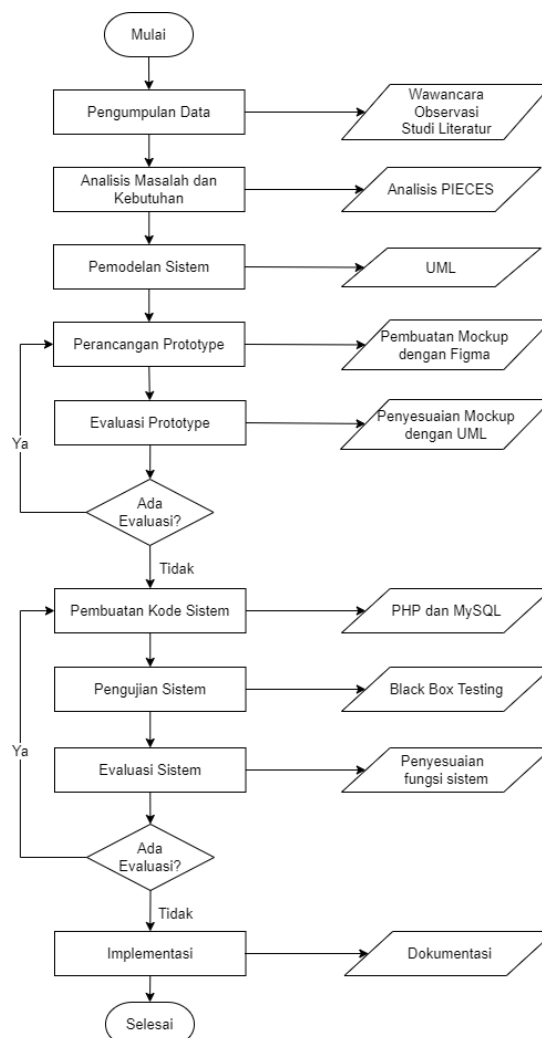 Mulai
Pengumpulan Data
Wawancara
Observasi
Studi Literatur
Analisis Masalah dan
Kebutuhan
Analisis PIECES
Pemodelan Sistem
UML
Perancangan Prototype
Pembuatan Mockup
dengan Figma
Evaluasi Prototype
Penyesuaian Mockup
dengan UML
Ya
Ada
Evaluasi?
Tidak
Pembuatan Kode Sistem
PHP dan MySQL
Pengujian Sistem
Black Box Testing
Ya
Evaluasi Sistem
Penyesuaian
fungsi sistem
Ada
Evaluasi?
Tidak
Implementasi
Dokumentasi
Selesai